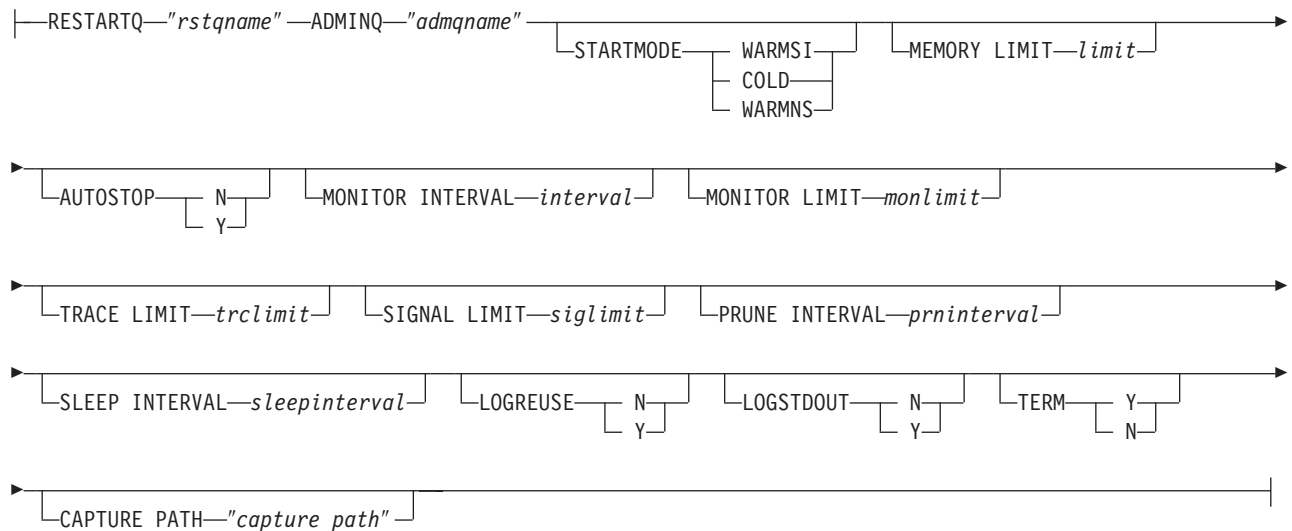 RESTARTQ "rstqname" ADMINQ "admqname"
STARTMODE WARMSI MEMORY LIMIT limit
COLD
WARMNS
AUTOSTOP N MONITOR INTERVAL interval MONITOR LIMIT monlimit
Y
TRACE LIMIT trclimit SIGNAL LIMIT siglimit PRUNE INTERVAL prninterval
SLEEP INTERVAL sleepinterval LOGREUSE N LOGSTDOUT N TERM Y
Y Y N
CAPTURE PATH "capture path"